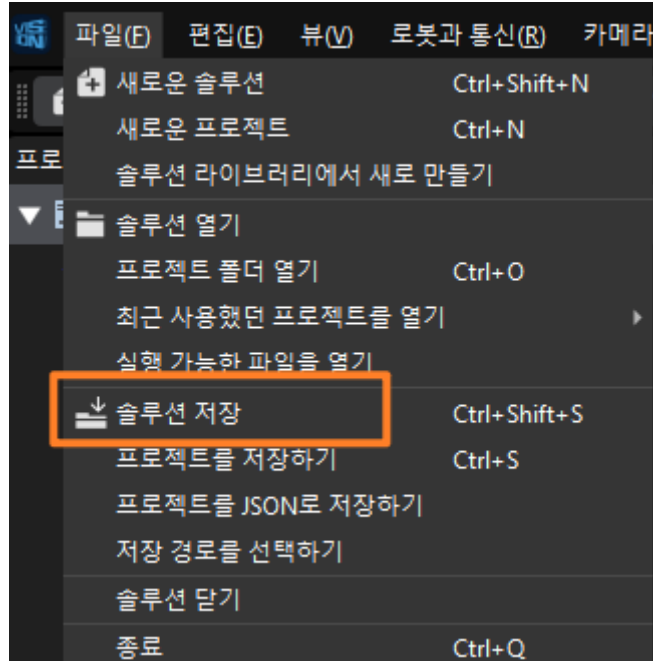 VISION 파일(F) 편집(E) 뷰(V) 로봇과 통신(R) 카메라
새로운 솔루션 Ctrl+Shift+N
새로운 프로젝트 Ctrl+N
프로
솔루션 라이브러리에서 새로 만들기
솔루션 열기
프로젝트 폴더 열기 Ctrl+O
최근 사용했던 프로젝트를 열기
실행 가능한 파일을 열기
솔루션 저장 Ctrl+Shift+S
프로젝트를 저장하기 Ctrl+S
프로젝트를 JSON로 저장하기
저장 경로를 선택하기
솔루션 닫기
종료 Ctrl+Q